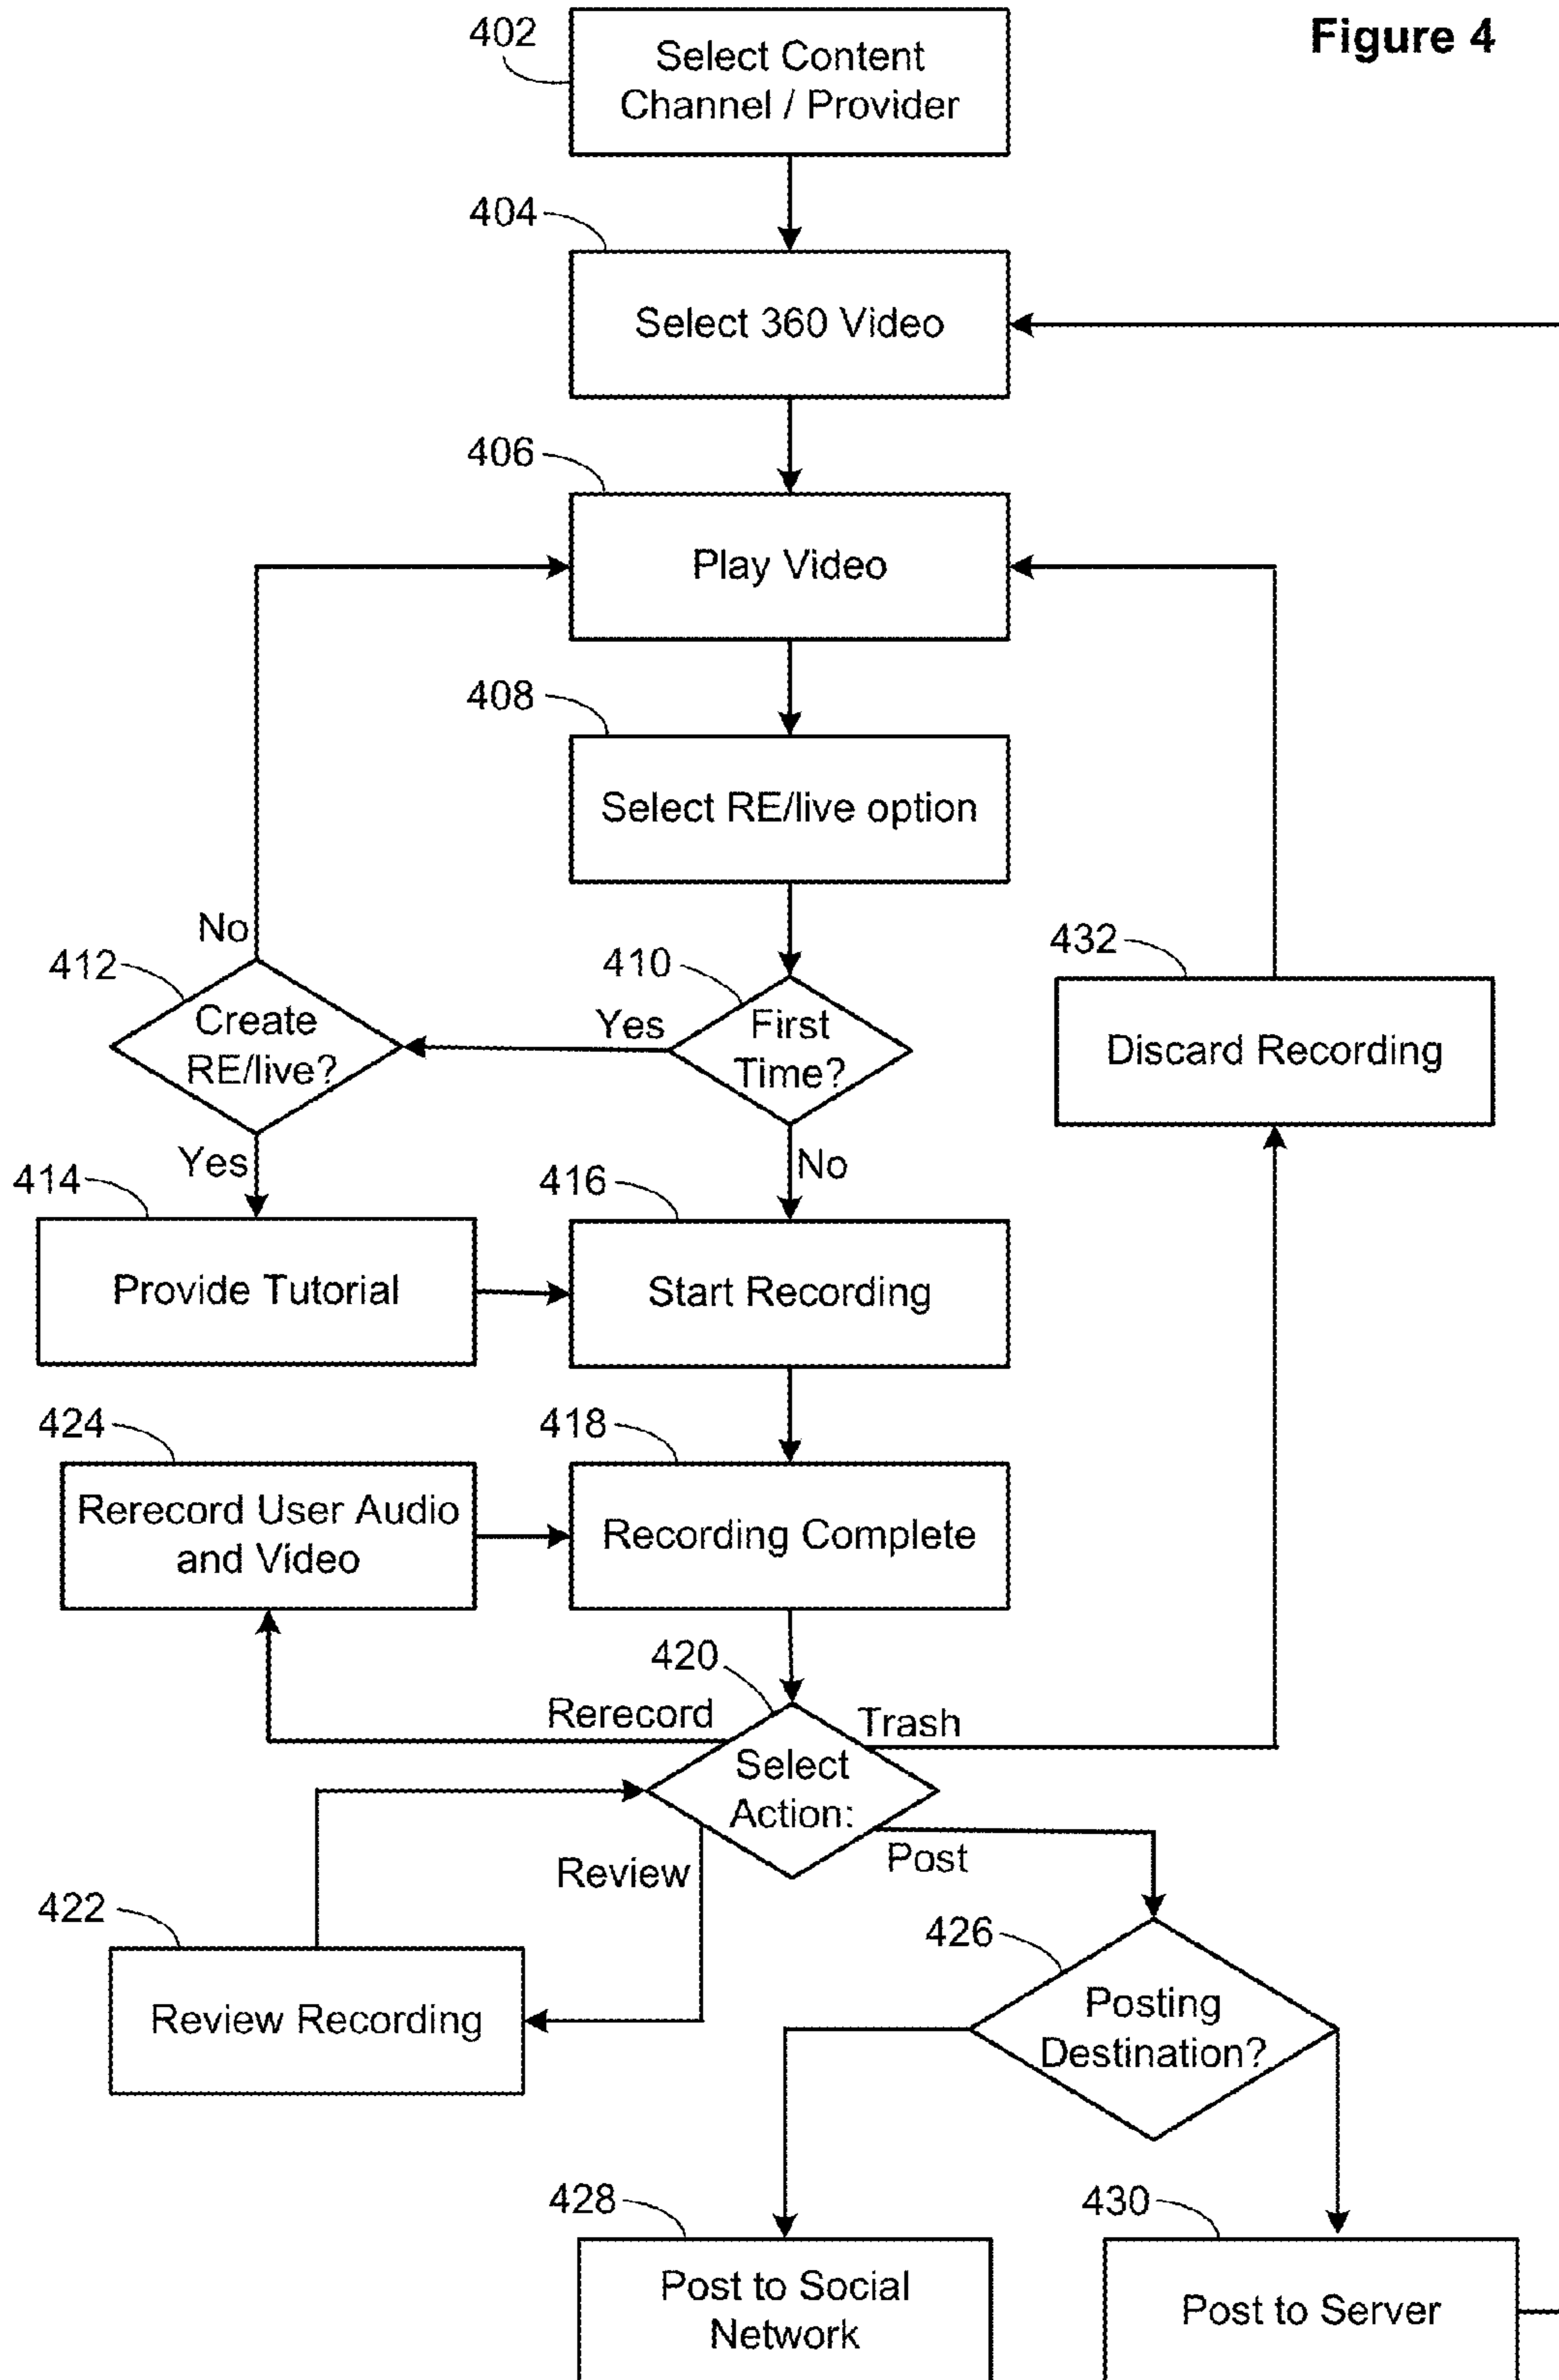 Figure 4
402
Select Content
Channel / Provider
404
Select 360 Video
406
Play Video
408
Select RE/live option
No
412
Create
RE/live?
410
First
Time?
Yes
432
Discard Recording
Yes
No
414
Provide Tutorial
416
Start Recording
424
Rerecord User Audio
and Video
418
Recording Complete
420
Select
Action:
Rerecord
Trash
Review
Post
422
Review Recording
426
Posting
Destination?
428
Post to Social
Network
430
Post to Server